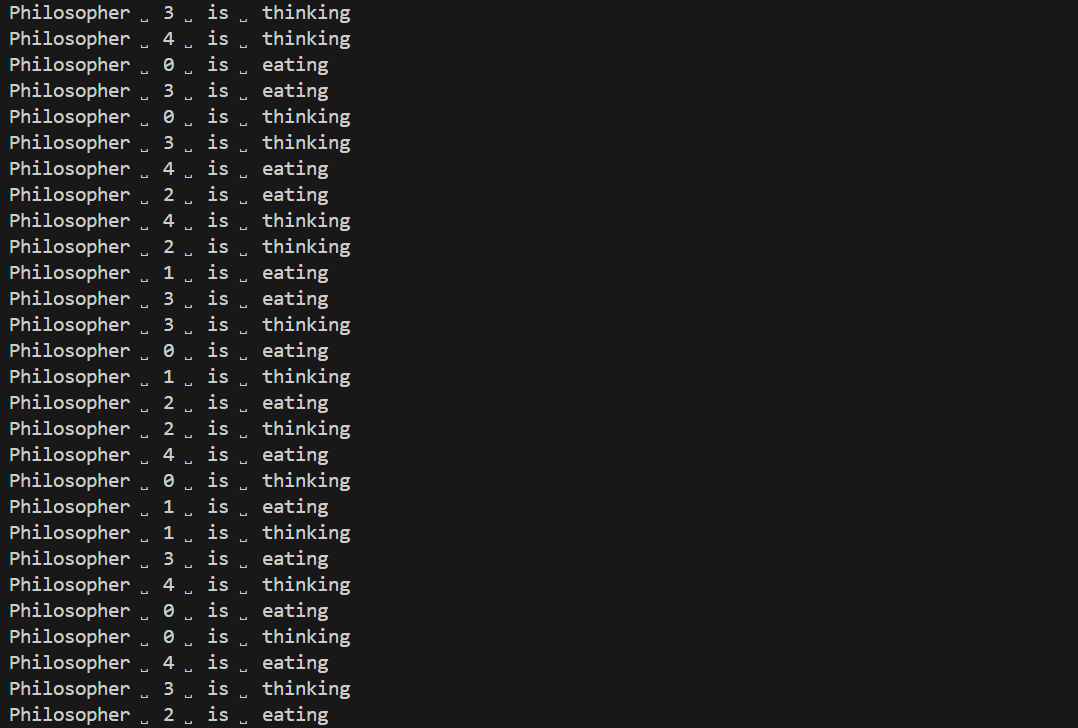 Philosopher ˽ 3 ˽ is ˽ thinking
Philosopher ˽ 4 ˽ is ˽ thinking
Philosopher ˽ 0 ˽ is ˽ eating
Philosopher ˽ 3 ˽ is ˽ eating
Philosopher ˽ 0 ˽ is ˽ thinking
Philosopher ˽ 3 ˽ is ˽ thinking
Philosopher ˽ 4 ˽ is ˽ eating
Philosopher ˽ 2 ˽ is ˽ eating
Philosopher ˽ 4 ˽ is ˽ thinking
Philosopher ˽ 2 ˽ is ˽ thinking
Philosopher ˽ 1 ˽ is ˽ eating
Philosopher ˽ 3 ˽ is ˽ eating
Philosopher ˽ 3 ˽ is ˽ thinking
Philosopher ˽ 0 ˽ is ˽ eating
Philosopher ˽ 1 ˽ is ˽ thinking
Philosopher ˽ 2 ˽ is ˽ eating
Philosopher ˽ 2 ˽ is ˽ thinking
Philosopher ˽ 4 ˽ is ˽ eating
Philosopher ˽ 0 ˽ is ˽ thinking
Philosopher ˽ 1 ˽ is ˽ eating
Philosopher ˽ 1 ˽ is ˽ thinking
Philosopher ˽ 3 ˽ is ˽ eating
Philosopher ˽ 4 ˽ is ˽ thinking
Philosopher ˽ 0 ˽ is ˽ eating
Philosopher ˽ 0 ˽ is ˽ thinking
Philosopher ˽ 4 ˽ is ˽ eating
Philosopher ˽ 3 ˽ is ˽ thinking
Philosopher ˽ 2 ˽ is ˽ eating